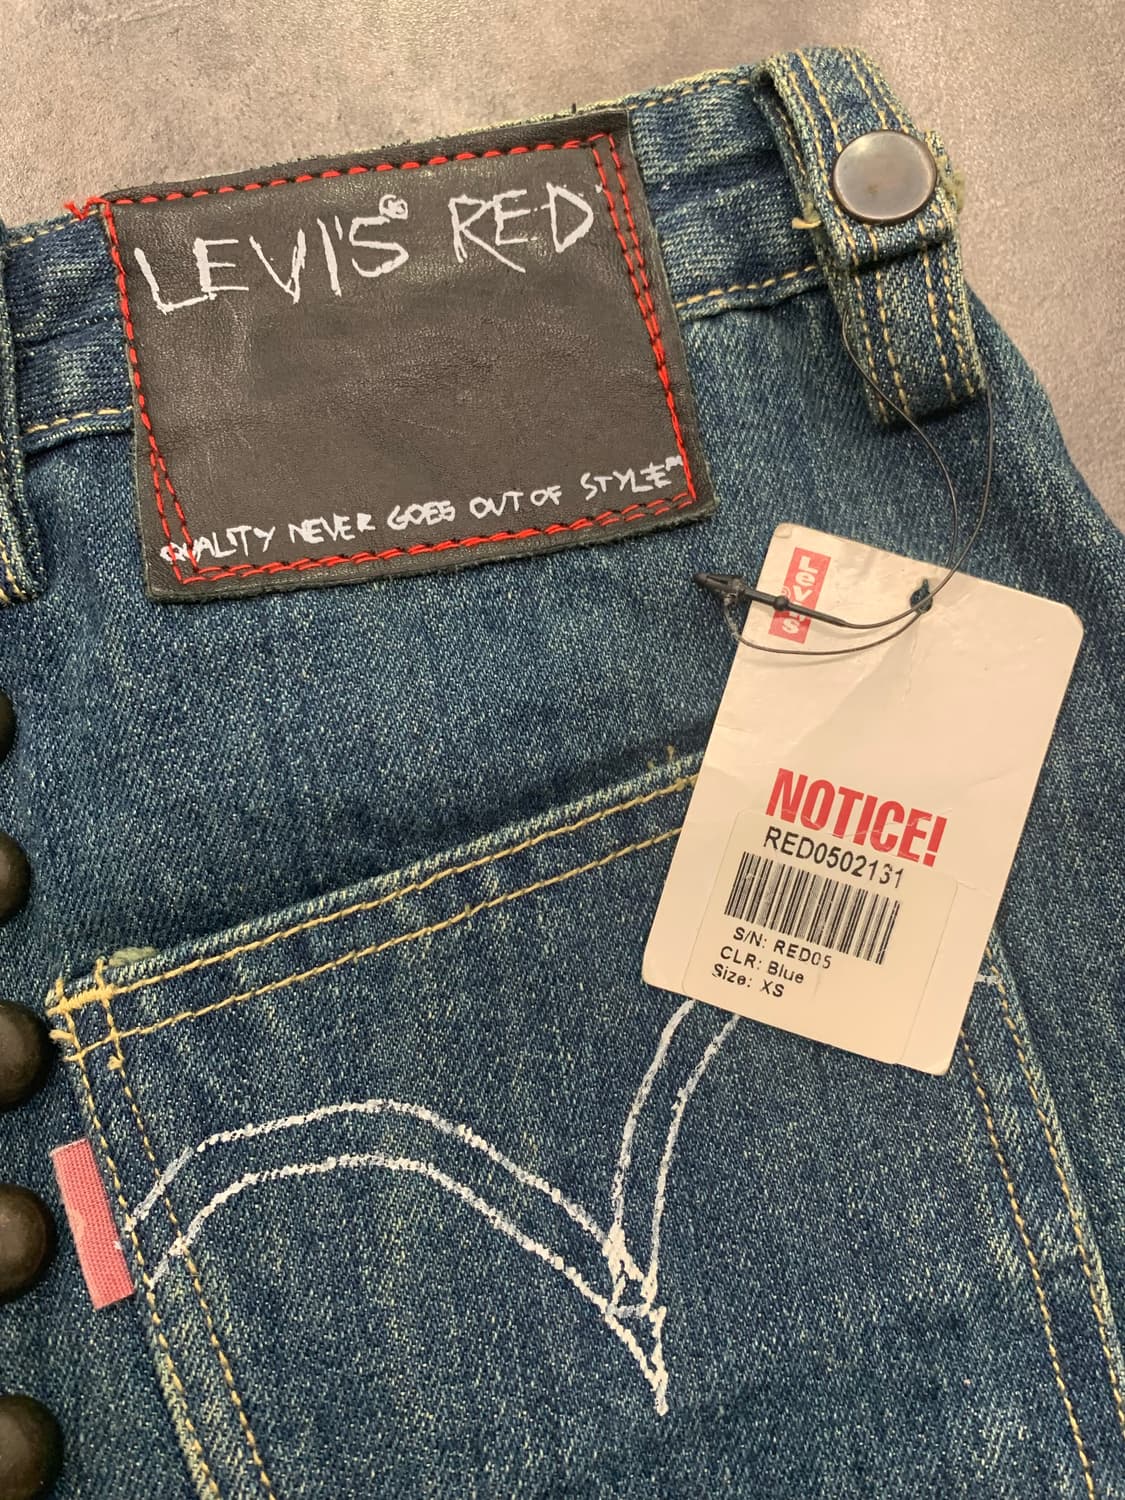 LEVI'S® RED™
QUALITY NEVER GOES OUT OF STYLE™
Levi's
NOTICE!
RED0502131
S/N: RED05
CLR: Blue
Size: XS